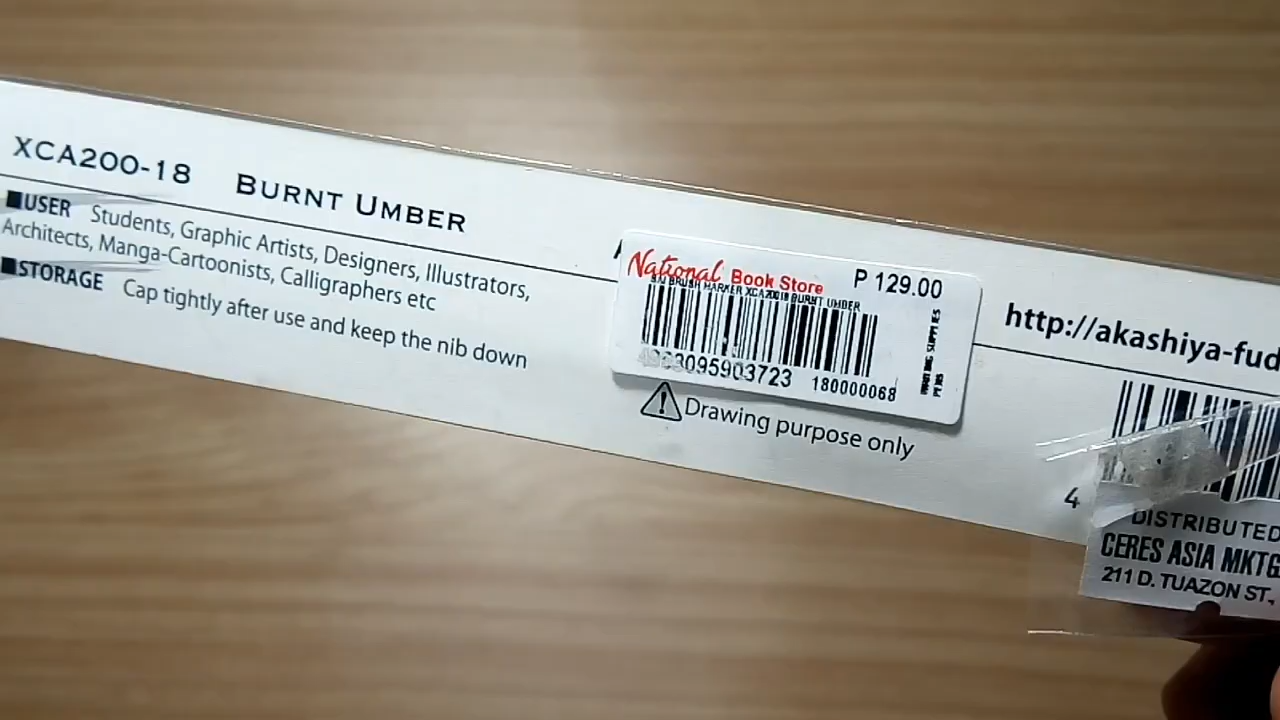 XCA200-18 BURNT UMBER
■USER Students, Graphic Artists, Designers, Illustrators,
Architects, Manga-Cartoonists, Calligraphers etc
■STORAGE Cap tightly after use and keep the nib down
National Book Store P 129.00
BRUSH MARKER XCA20018 BURNT UMBER
4903095903723 180000068
Drawing purpose only
http://akashiya-fud
4
DISTRIBUTED
CERES ASIA MKTG
211 D. TUAZON ST.,